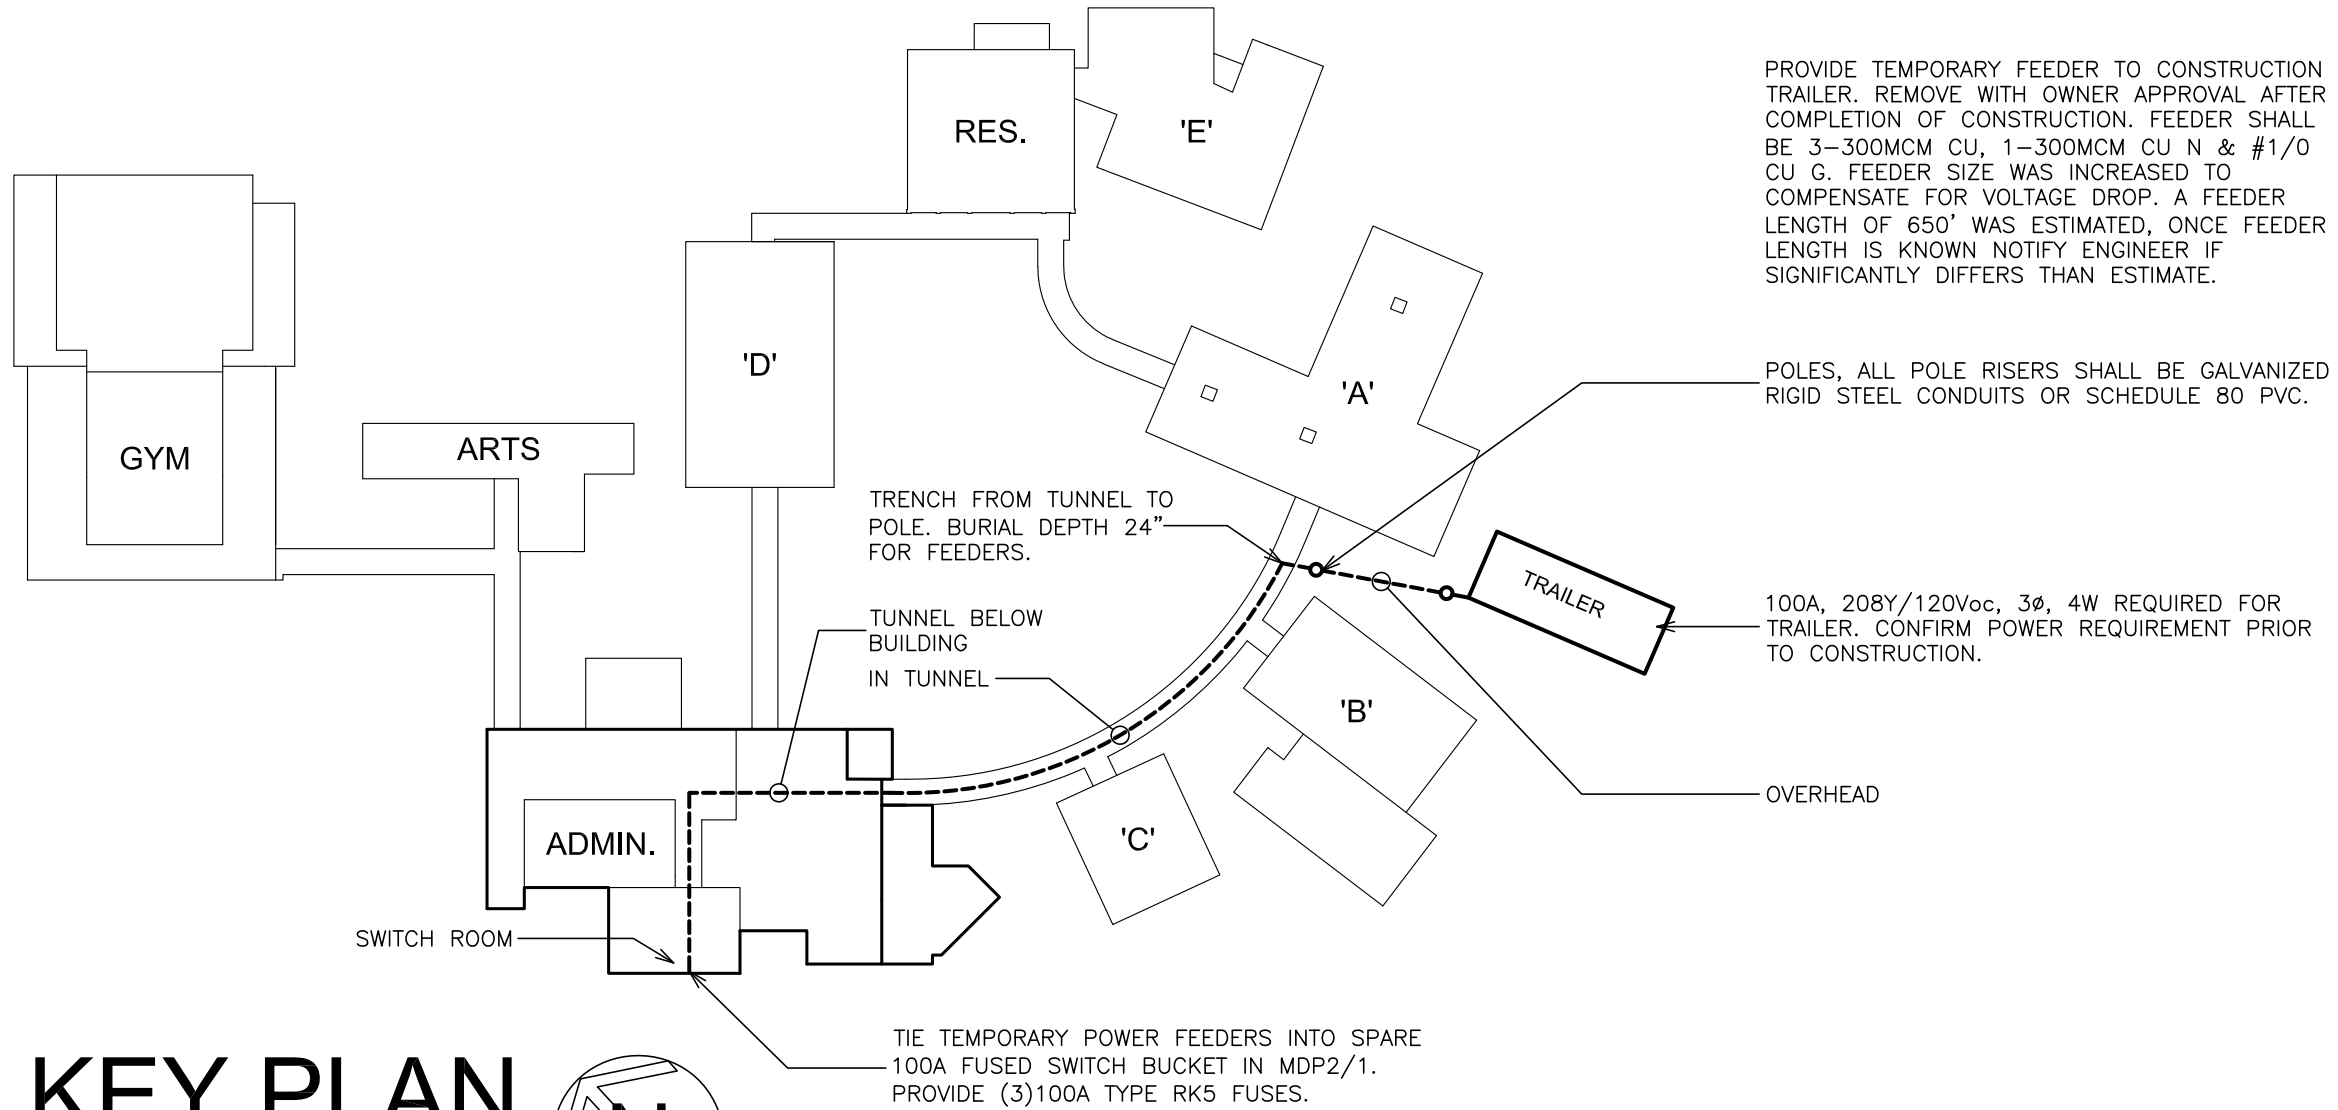 PROVIDE TEMPORARY FEEDER TO CONSTRUCTION
TRAILER. REMOVE WITH OWNER APPROVAL AFTER
COMPLETION OF CONSTRUCTION. FEEDER SHALL
BE 3-300MCM CU, 1-300MCM CU N & #1/0
CU G. FEEDER SIZE WAS INCREASED TO
COMPENSATE FOR VOLTAGE DROP. A FEEDER
LENGTH OF 650' WAS ESTIMATED, ONCE FEEDER
LENGTH IS KNOWN NOTIFY ENGINEER IF
SIGNIFICANTLY DIFFERS THAN ESTIMATE.
RES.
'E'
'D'
'A'
POLES, ALL POLE RISERS SHALL BE GALVANIZED
RIGID STEEL CONDUITS OR SCHEDULE 80 PVC.
GYM
ARTS
TRENCH FROM TUNNEL TO
POLE. BURIAL DEPTH 24"
FOR FEEDERS.
TRAILER
100A, 208Y/120Voc, 3ø, 4W REQUIRED FOR
TRAILER. CONFIRM POWER REQUIREMENT PRIOR
TO CONSTRUCTION.
TUNNEL BELOW
BUILDING
IN TUNNEL
'B'
OVERHEAD
ADMIN.
'C'
SWITCH ROOM
TIE TEMPORARY POWER FEEDERS INTO SPARE
100A FUSED SWITCH BUCKET IN MDP2/1.
PROVIDE (3)100A TYPE RK5 FUSES.
KEY PLAN
N